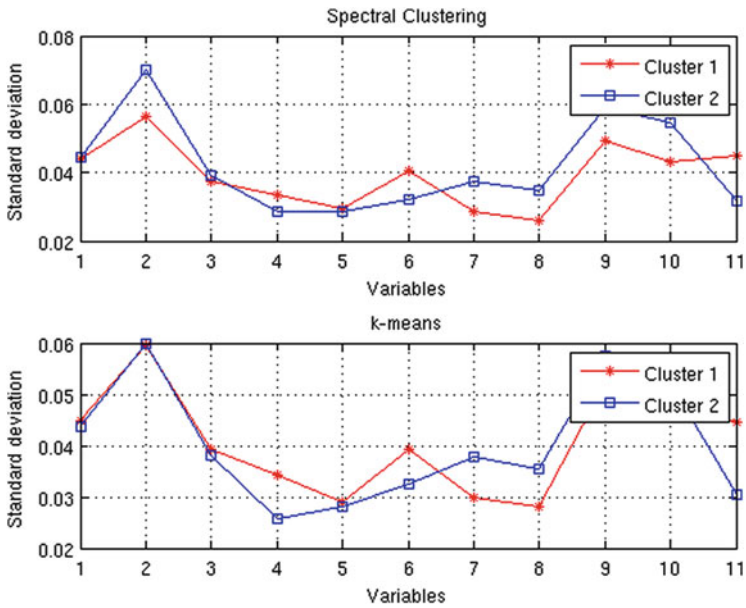 Spectral Clustering
0.08
0.06
0.04
0.02
Standard deviation
Cluster 1
Cluster 2
1 2 3 4 5 6 7 8 9 10 11
Variables
k-means
0.06
0.05
0.04
0.03
0.02
Standard deviation
Cluster 1
Cluster 2
1 2 3 4 5 6 7 8 9 10 11
Variables